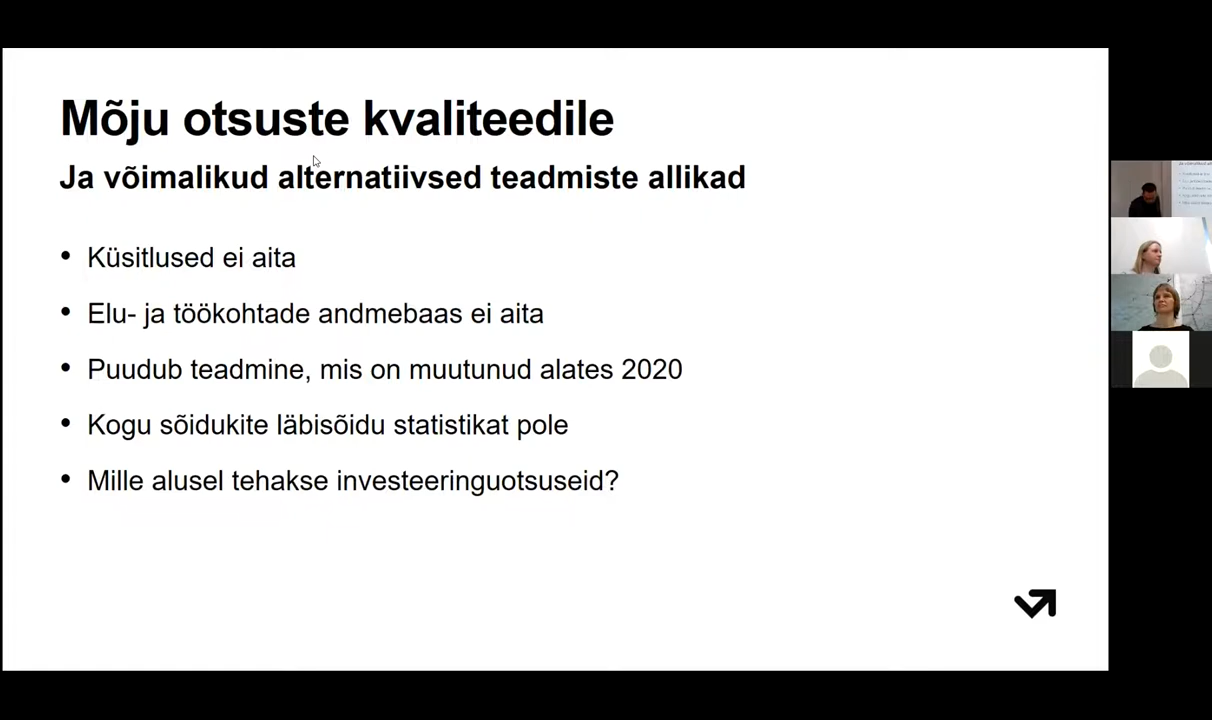 Mõju otsuste kvaliteedile
Ja võimalikud alternatiivsed teadmiste allikad
• Küsitlused ei aita
• Elu- ja töökohtade andmebaas ei aita
• Puudub teadmine, mis on muutunud alates 2020
• Kogu sõidukite läbisõidu statistikat pole
• Mille alusel tehakse investeeringuotsuseid?